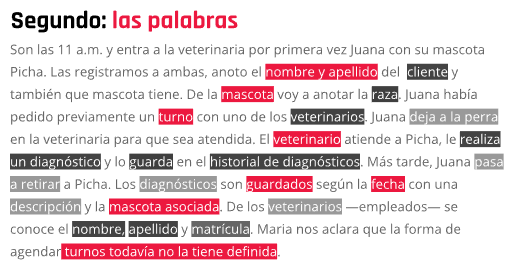 Segundo: las palabras
Son las 11 a.m. y entra a la veterinaria por primera vez Juana con su mascota
Picha. Las registramos a ambas, anoto el nombre y apellido del cliente y
también que mascota tiene. De la mascota voy a anotar la raza. Juana había
pedido previamente un turno con uno de los veterinarios. Juana deja a la perra
en la veterinaria para que sea atendida. El veterinario atiende a Picha, le realiza
un diagnóstico y lo guarda en el historial de diagnósticos. Más tarde, Juana pasa
a retirar a Picha. Los diagnósticos son guardados según la fecha con una
descripción y la mascota asociada. De los veterinarios —empleados— se
conoce el nombre, apellido y matrícula. Maria nos aclara que la forma de
agendar turnos todavía no la tiene definida.